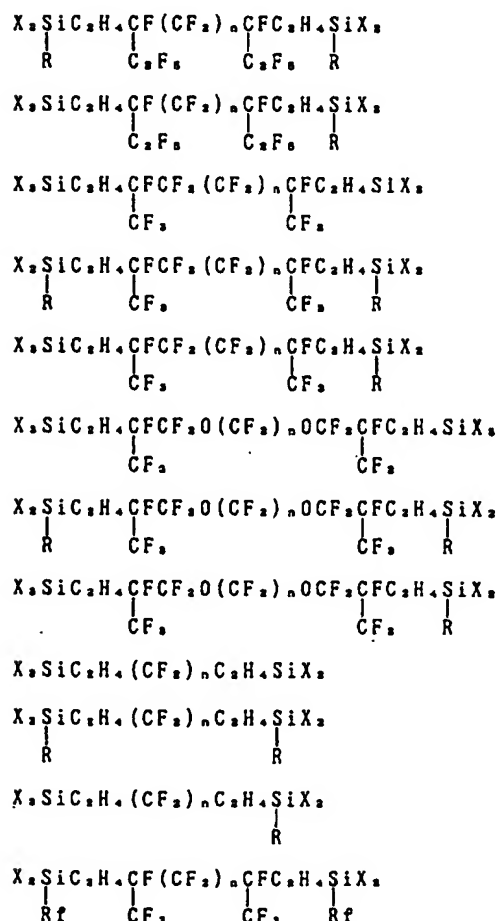 X₂SiC₂H₄CF(CF₂)ₙCFC₂H₄SiX₂
R C₂F₅ C₂F₅ R
X₃SiC₂H₄CF(CF₂)ₙCFC₂H₄SiX₂
C₂F₅ C₂F₅ R
X₃SiC₂H₄CFCF₂(CF₂)ₙCFC₂H₄SiX₃
CF₃ CF₃
X₂SiC₂H₄CFCF₂(CF₂)ₙCFC₂H₄SiX₂
R CF₃ CF₃ R
X₃SiC₂H₄CFCF₂(CF₂)ₙCFC₂H₄SiX₂
CF₃ CF₃ R
X₃SiC₂H₄CFCF₂O(CF₂)ₙOCF₂CFC₂H₄SiX₃
CF₃ CF₃
X₂SiC₂H₄CFCF₂O(CF₂)ₙOCF₂CFC₂H₄SiX₂
R CF₃ CF₃ R
X₃SiC₂H₄CFCF₂O(CF₂)ₙOCF₂CFC₂H₄SiX₂
CF₃ CF₃ R
X₃SiC₂H₄(CF₂)ₙC₂H₄SiX₃
X₂SiC₂H₄(CF₂)ₙC₂H₄SiX₂
R R
X₃SiC₂H₄(CF₂)ₙC₂H₄SiX₂
R
X₂SiC₂H₄CF(CF₂)ₙCFC₂H₄SiX₂
Rf CF₃ CF₃ Rf